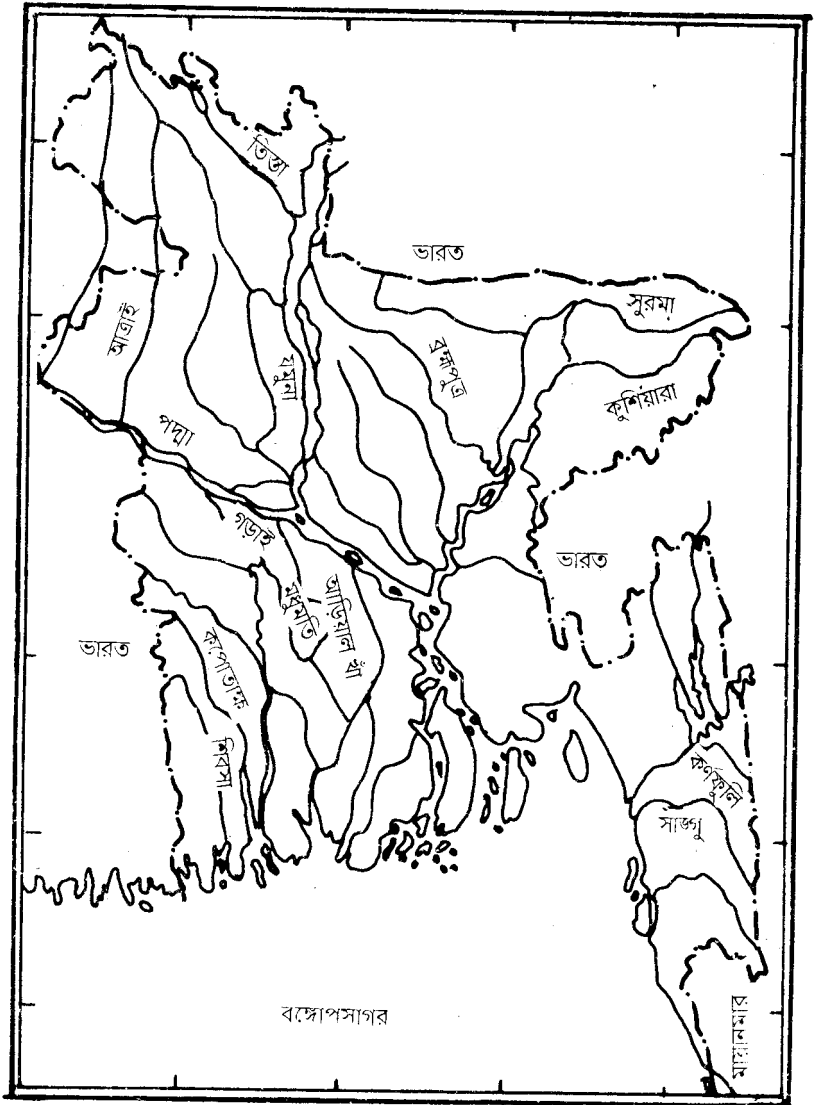 তিস্তা
ভারত
সুরমা
আত্রাই
যমুনা
ব্রহ্মপুত্র
কুশিয়ারা
পদ্মা
গড়াই
ভারত
মধুমতি
আড়িয়াল খাঁ
ভারত
কপোতাক্ষ
শিবসা
কর্ণফুলি
সাঙ্গু
বঙ্গোপসাগর
মায়ানমার